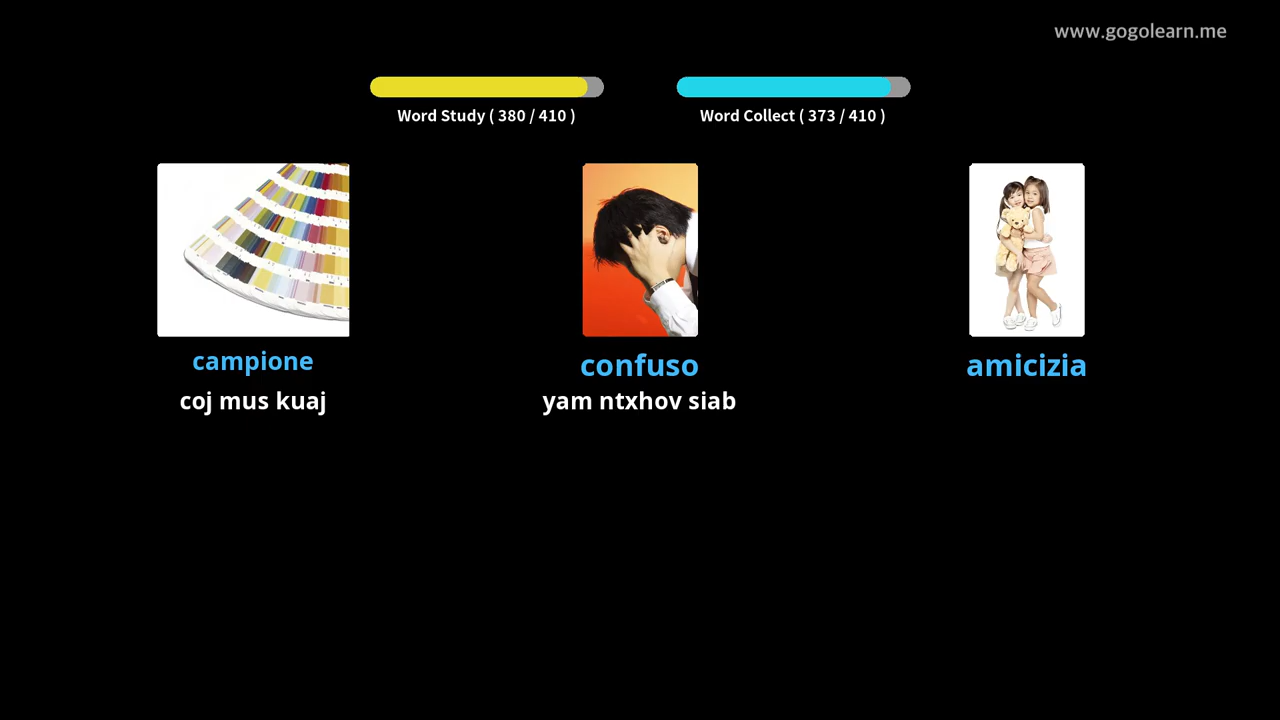 www.gogolearn.me
Word Study ( 380 / 410 )
Word Collect ( 373 / 410 )
campione
coj mus kuaj
confuso
yam ntxhov siab
amicizia